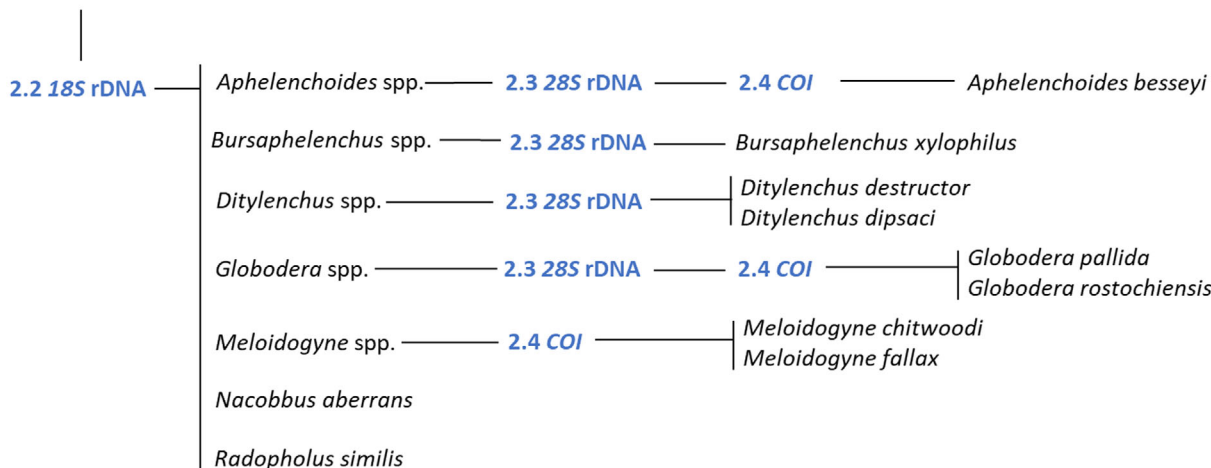 2.2 18S rDNA
Aphelenchoides spp. 2.3 28S rDNA 2.4 COI Aphelenchoides besseyi
Bursaphelenchus spp. 2.3 28S rDNA Bursaphelenchus xylophilus
Ditylenchus spp. 2.3 28S rDNA Ditylenchus destructor
Ditylenchus dipsaci
Globodera spp. 2.3 28S rDNA 2.4 COI Globodera pallida
Globodera rostochiensis
Meloidogyne spp. 2.4 COI Meloidogyne chitwoodi
Meloidogyne fallax
Nacobbus aberrans
Radopholus similis